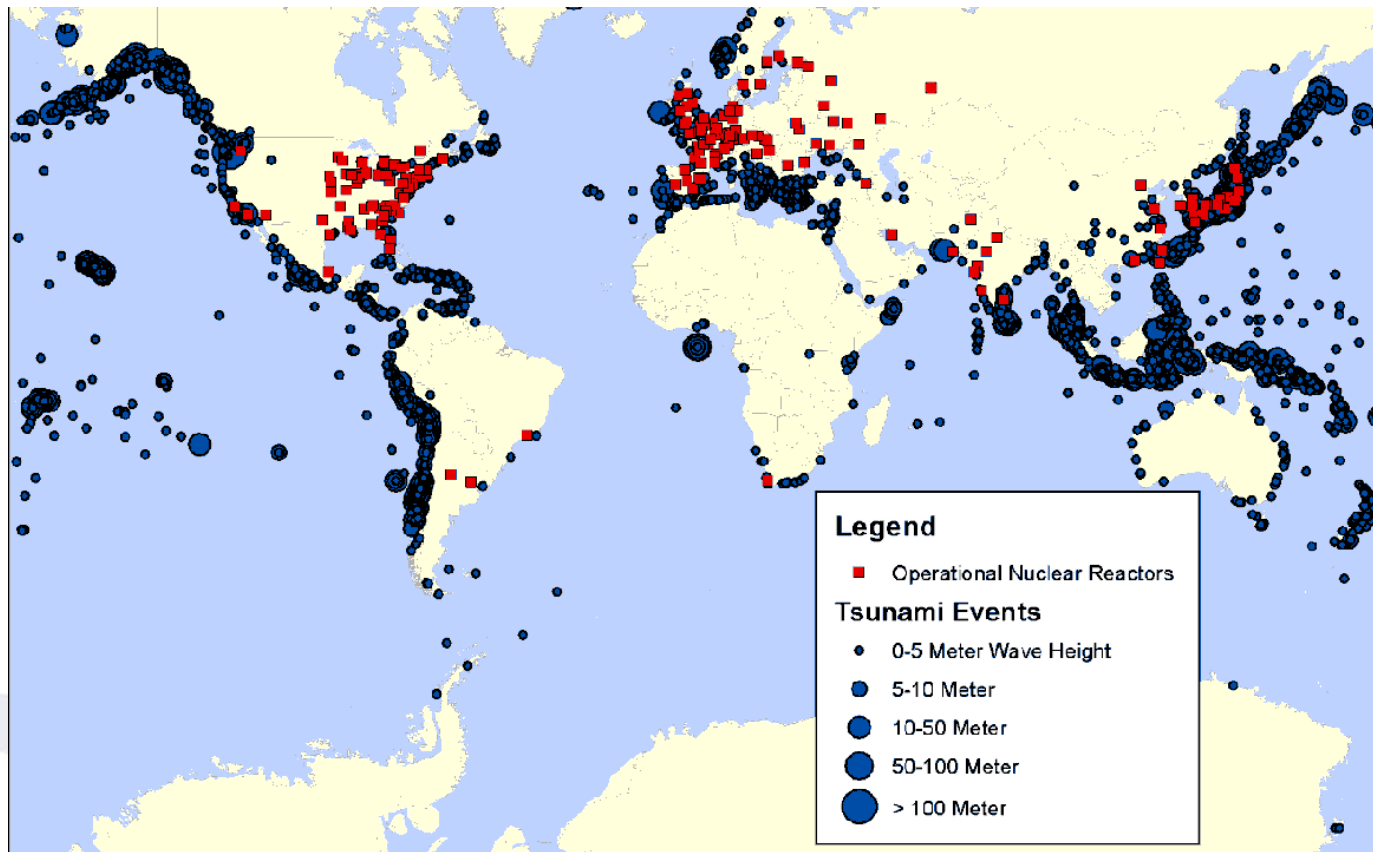 Legend
Operational Nuclear Reactors
Tsunami Events
0-5 Meter Wave Height
5-10 Meter
10-50 Meter
50-100 Meter
> 100 Meter